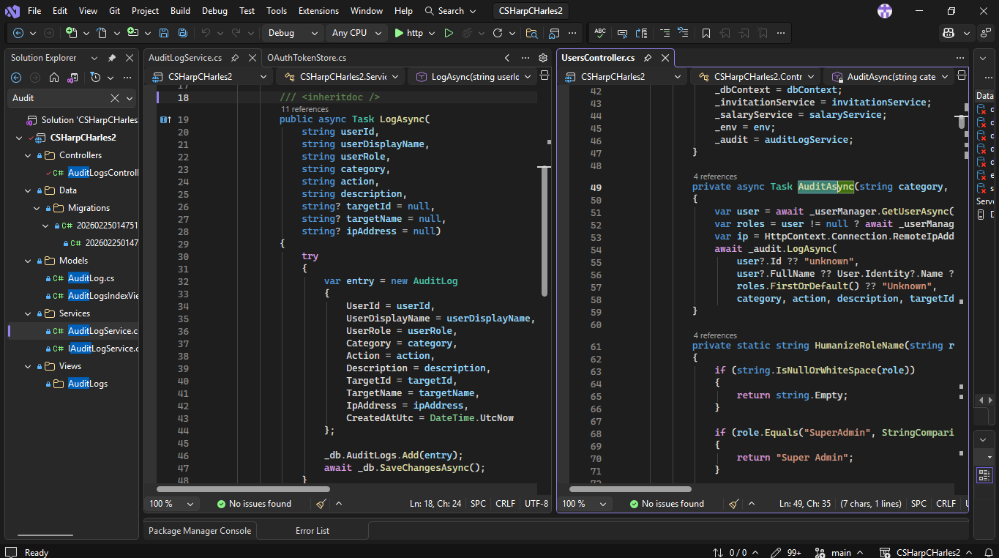 File Edit View Git Project Build Debug Test Tools Extensions Window Help Search CSHarpCHarles2
Debug Any CPU http
Solution Explorer
Audit
Solution 'CSHarpCHarles
CSHarpCHarles2
Controllers
AuditLogsControll
Data
Migrations
C# 20260225014751
C# 202602250147
Models
C# AuditLog.cs
C# AuditLogsIndexVie
Services
C# AuditLogService.c
C# IAuditLogService.c
Views
AuditLogs
AuditLogService.cs OAuthTokenStore.cs
CSHarpCHarles2 CSHarpCHarles2.Servic LogAsync(string userId
17
18 /// <inheritdoc />
11 references
19 public async Task LogAsync(
20 string userId,
21 string userDisplayName,
22 string userRole,
23 string category,
24 string action,
25 string description,
26 string? targetId = null,
27 string? targetName = null,
28 string? ipAddress = null)
29 {
30 try
31 {
32 var entry = new AuditLog
33 {
34 UserId = userId,
35 UserDisplayName = userDisplayName,
36 UserRole = userRole,
37 Category = category,
38 Action = action,
39 Description = description,
40 TargetId = targetId,
41 TargetName = targetName,
42 IpAddress = ipAddress,
43 CreatedAtUtc = DateTime.UtcNow
44 };
45
46 _db.AuditLogs.Add(entry);
47 await _db.SaveChangesAsync();
48 }
100 % No issues found Ln: 18, Ch: 24 SPC CRLF UTF-8
UsersController.cs
CSHarpCHarles2 CSHarpCHarles2.Contr AuditAsync(string cate
42 _dbContext = dbContext;
43 _invitationService = invitationService;
44 _salaryService = salaryService;
45 _env = env;
46 _audit = auditLogService;
47 }
48
4 references
49 private async Task AuditAsync(string category,
50 {
51 var user = await _userManager.GetUserAsync(
52 var roles = user != null ? await _userManag
53 var ip = HttpContext.Connection.RemoteIpAdd
54 await _audit.LogAsync(
55 user?.Id ?? "unknown",
56 user?.FullName ?? User.Identity?.Name ?
57 roles.FirstOrDefault() ?? "Unknown",
58 category, action, description, targetId
59 }
60
4 references
61 private static string HumanizeRoleName(string r
62 {
63 if (string.IsNullOrWhiteSpace(role))
64 {
65 return string.Empty;
66 }
67
68 if (role.Equals("SuperAdmin", StringCompari
69 {
70 return "Super Admin";
71 }
72
100 % No issues found Ln: 49, Ch: 35 (7 chars, 1 lines) SPC CRLF
Data
Serve
Package Manager Console Error List
Ready 0 / 0 99+ main CSHarpCHarles2